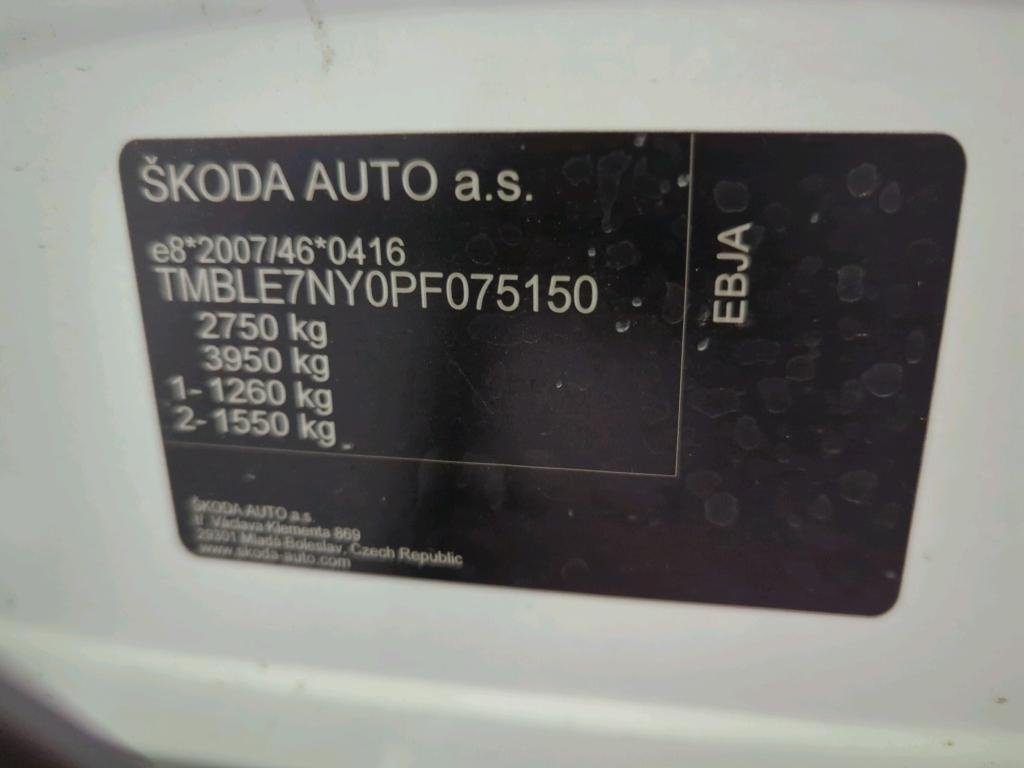 ŠKODA AUTO a.s.
e8*2007/46*0416
TMBLE7NY0PF075150
2750 kg
3950 kg
1- 1260 kg
2- 1550 kg
EBJA
ŠKODA AUTO a.s.
tř. Václava Klementa 869
29301 Mladá Boleslav, Czech Republic
www.skoda-auto.com